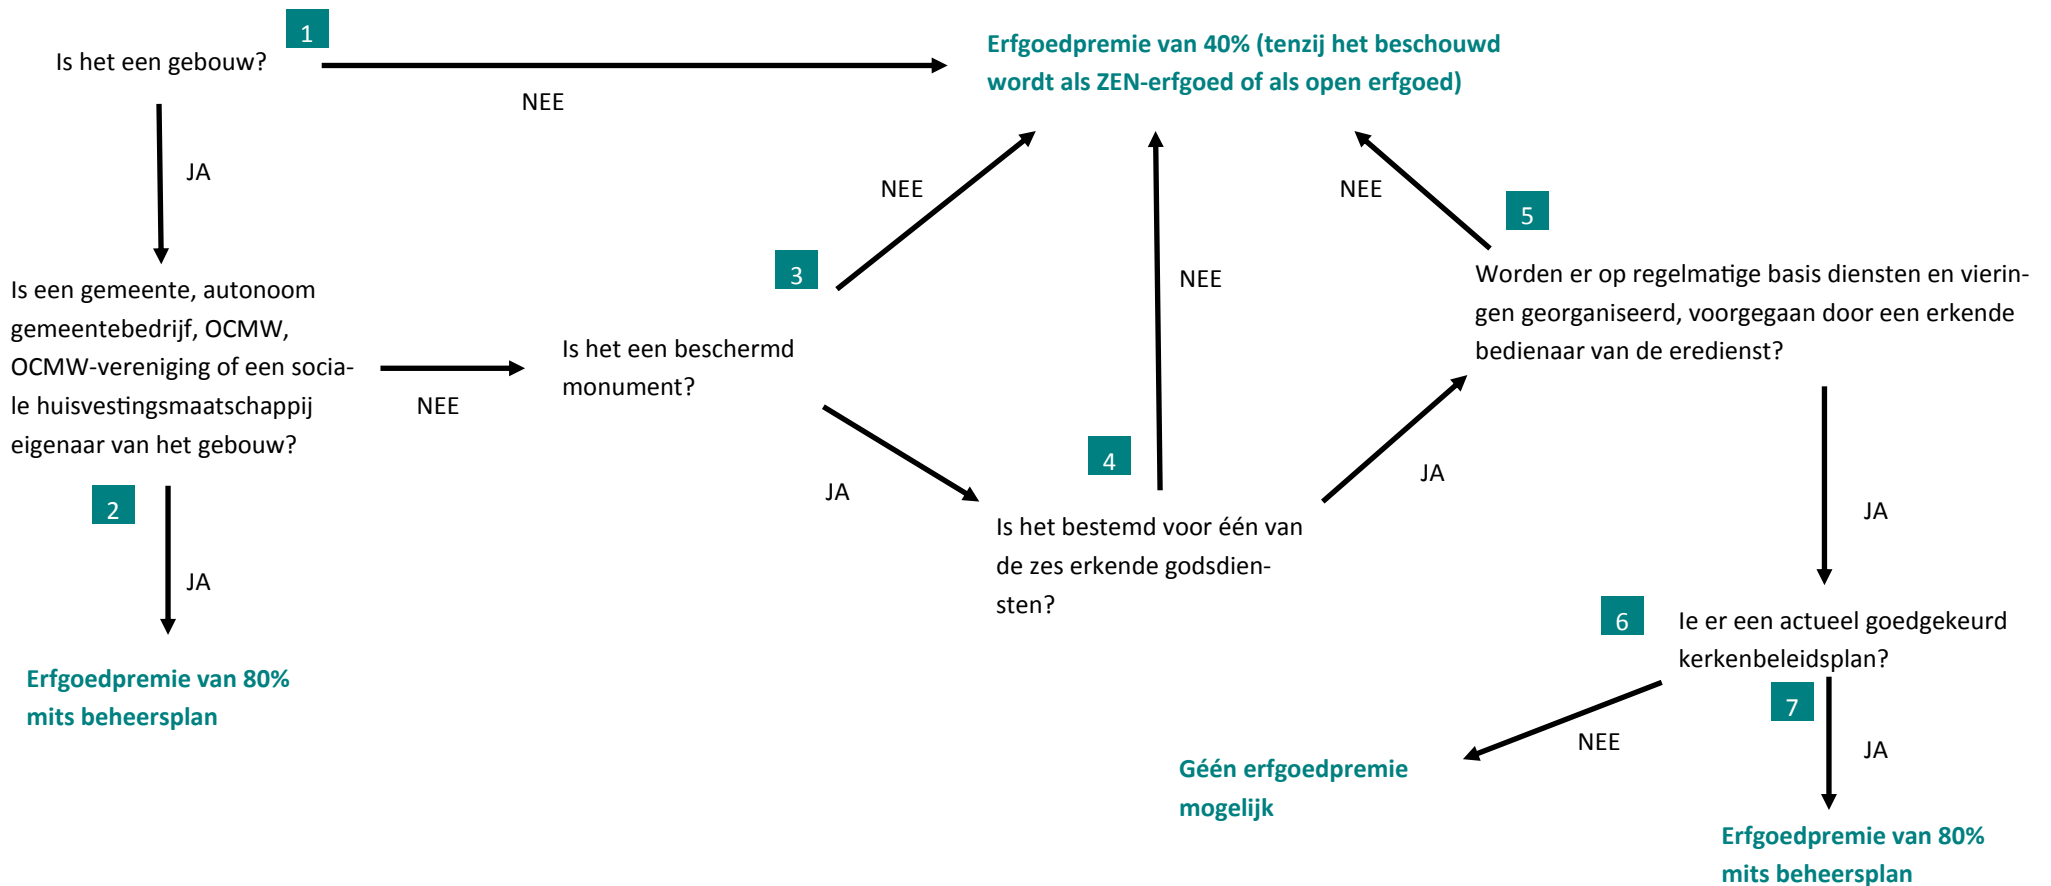 1
Is het een gebouw?
NEE
JA
Erfgoedpremie van 40% (tenzij het beschouwd
wordt als ZEN-erfgoed of als open erfgoed)
Is een gemeente, autonoom
gemeentebedrijf, OCMW,
OCMW-vereniging of een socia-
le huisvestingsmaatschappij
eigenaar van het gebouw?
NEE
2
JA
Erfgoedpremie van 80%
mits beheersplan
3
Is het een beschermd
monument?
NEE
JA
4
NEE
Is het bestemd voor één van
de zes erkende godsdien-
sten?
JA
5
NEE
Worden er op regelmatige basis diensten en vierin-
gen georganiseerd, voorgegaan door een erkende
bedienaar van de eredienst?
JA
6
Ie er een actueel goedgekeurd
kerkenbeleidsplan?
7
NEE
JA
Géén erfgoedpremie
mogelijk
Erfgoedpremie van 80%
mits beheersplan